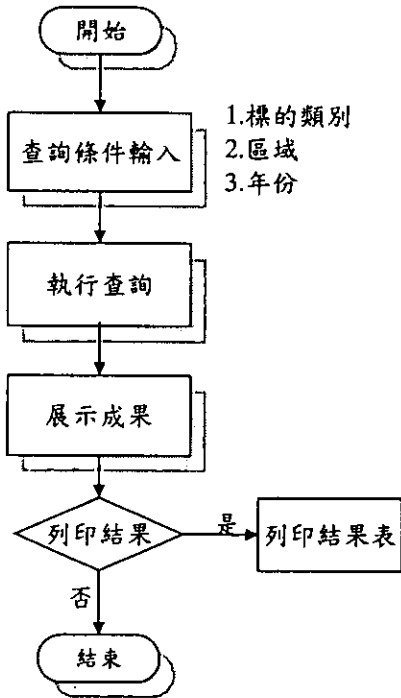 開始
查詢條件輸入
1.標的類別
2.區域
3.年份
執行查詢
展示成果
列印結果
是
列印結果表
否
結束